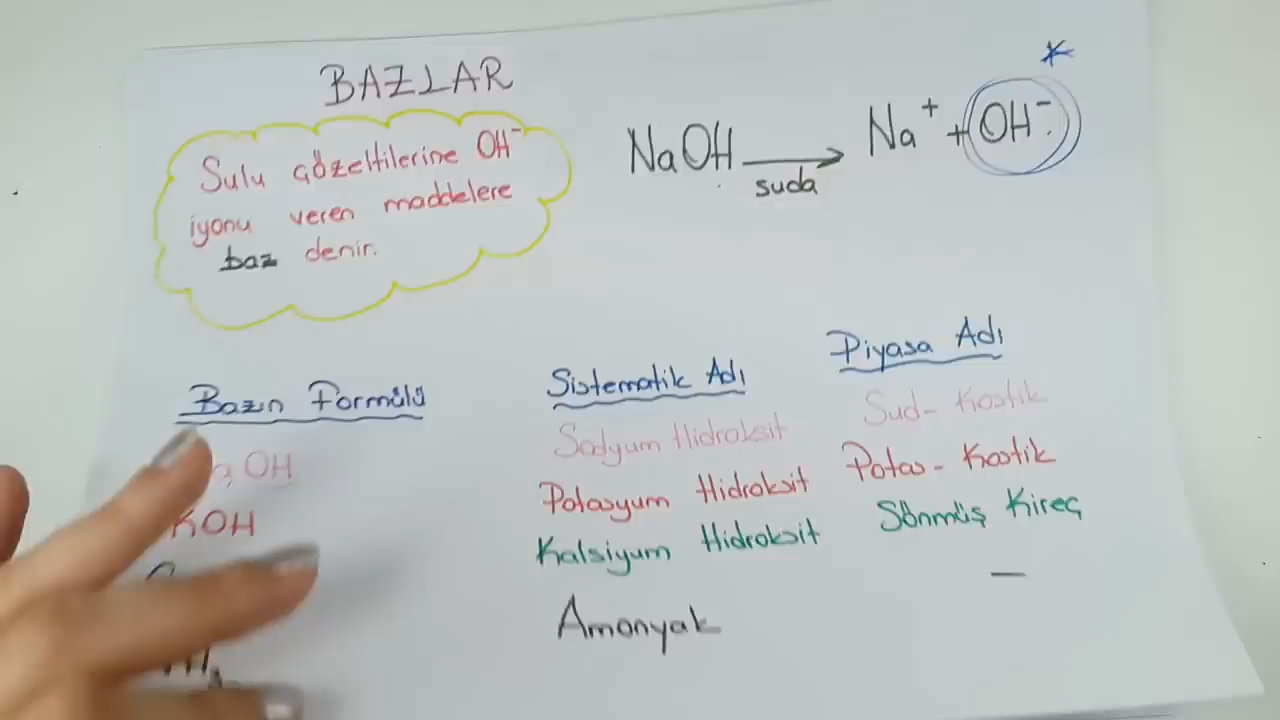 BAZLAR
Sulu çözeltilerine OH⁻
iyonu veren maddelere
baz denir.
NaOH → Na⁺ + OH⁻
suda
Bazın Formülü
Sistematik Adı
Piyasa Adı
OH
Sodyum Hidroksit
Sud-Kostik
KOH
Potasyum Hidroksit
Potas-Kostik
Kalsiyum Hidroksit
Sönmüş Kireç
Amonyak
—